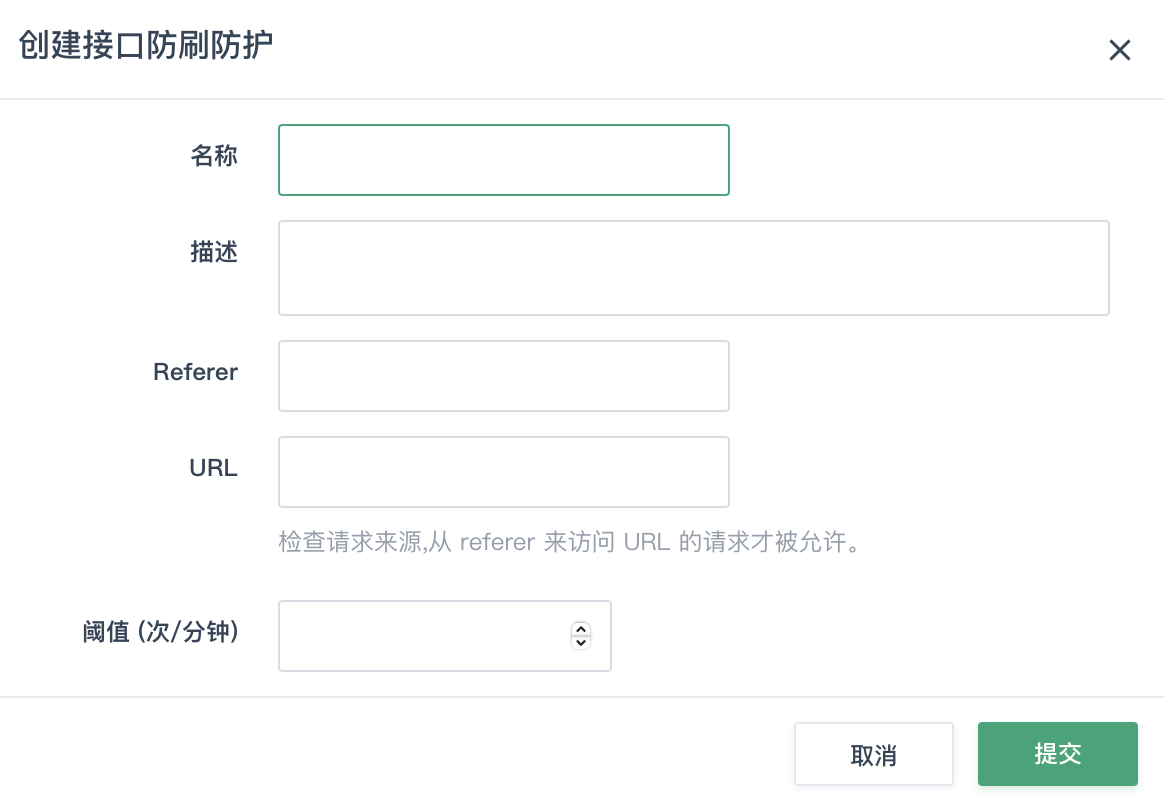 创建接口防刷防护
名称
描述
Referer
URL
检查请求来源,从 referer 来访问 URL 的请求才被允许。
阈值 (次/分钟)
取消
提交